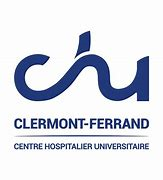 chu
CLERMONT-FERRAND
CENTRE HOSPITALIER UNIVERSITAIRE